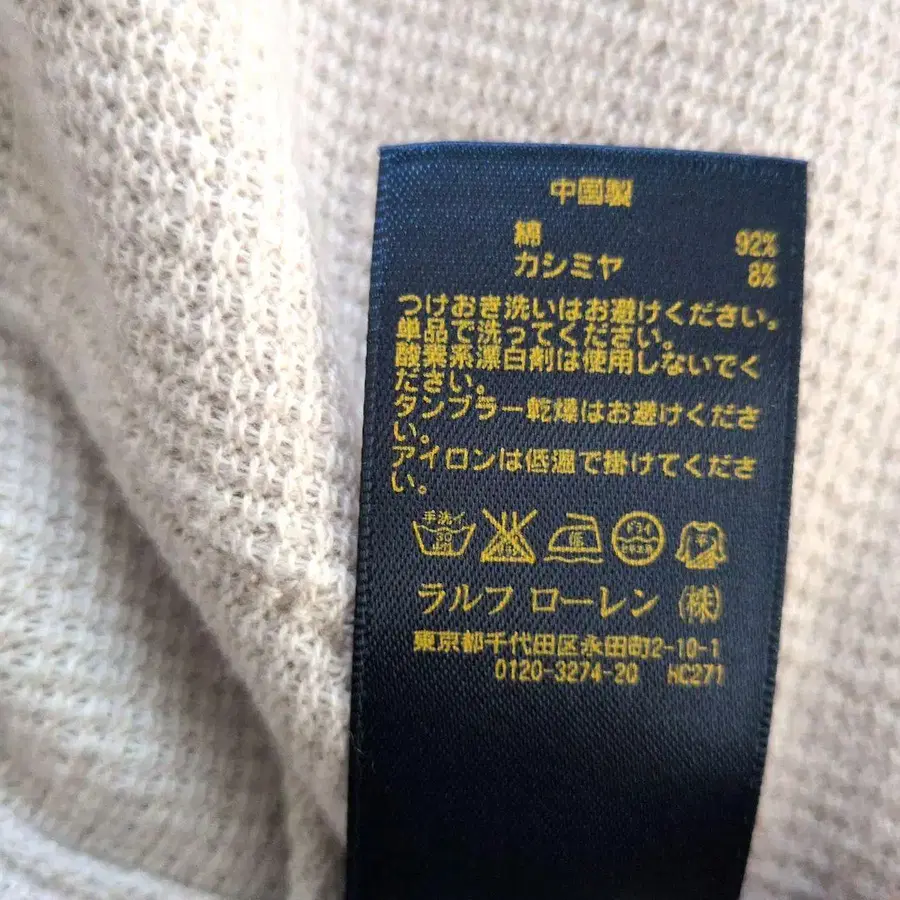 中国製
綿 92%
カシミヤ 8%
つけおき洗いはお避けください。
単品で洗ってください。
酸素系漂白剤は使用しないでく
ださい。
タンブラー乾燥はお避けくださ
い。
アイロンは低温で掛けてくださ
い。
手洗イ 30 低 ドライ
ラルフ ローレン (株)
東京都千代田区永田町2-10-1
0120-3274-20 HC271